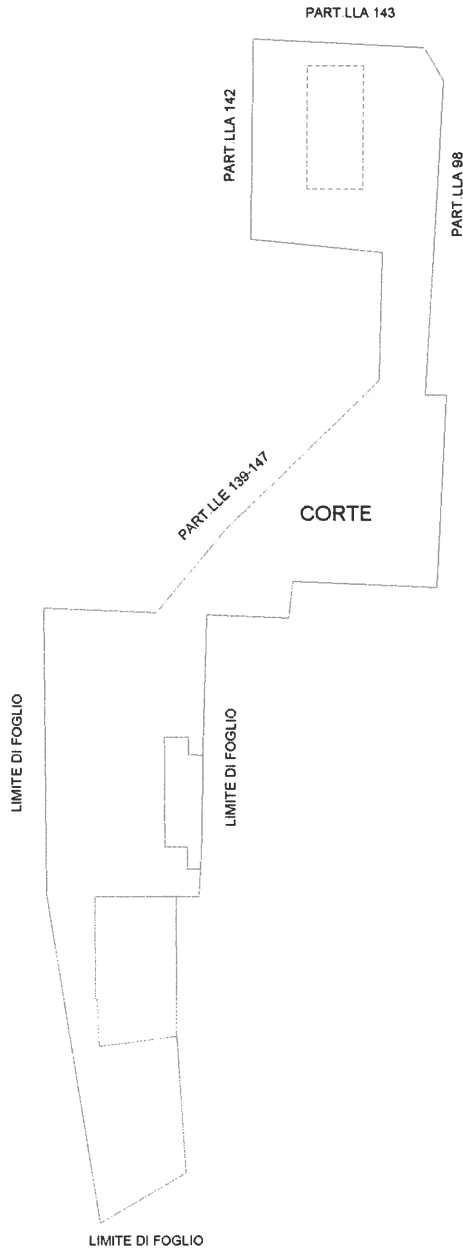 PART.LLA 143
PART.LLA 142
PART.LLA 98
PART.LLE 139-147
CORTE
LIMITE DI FOGLIO
LIMITE DI FOGLIO
LIMITE DI FOGLIO